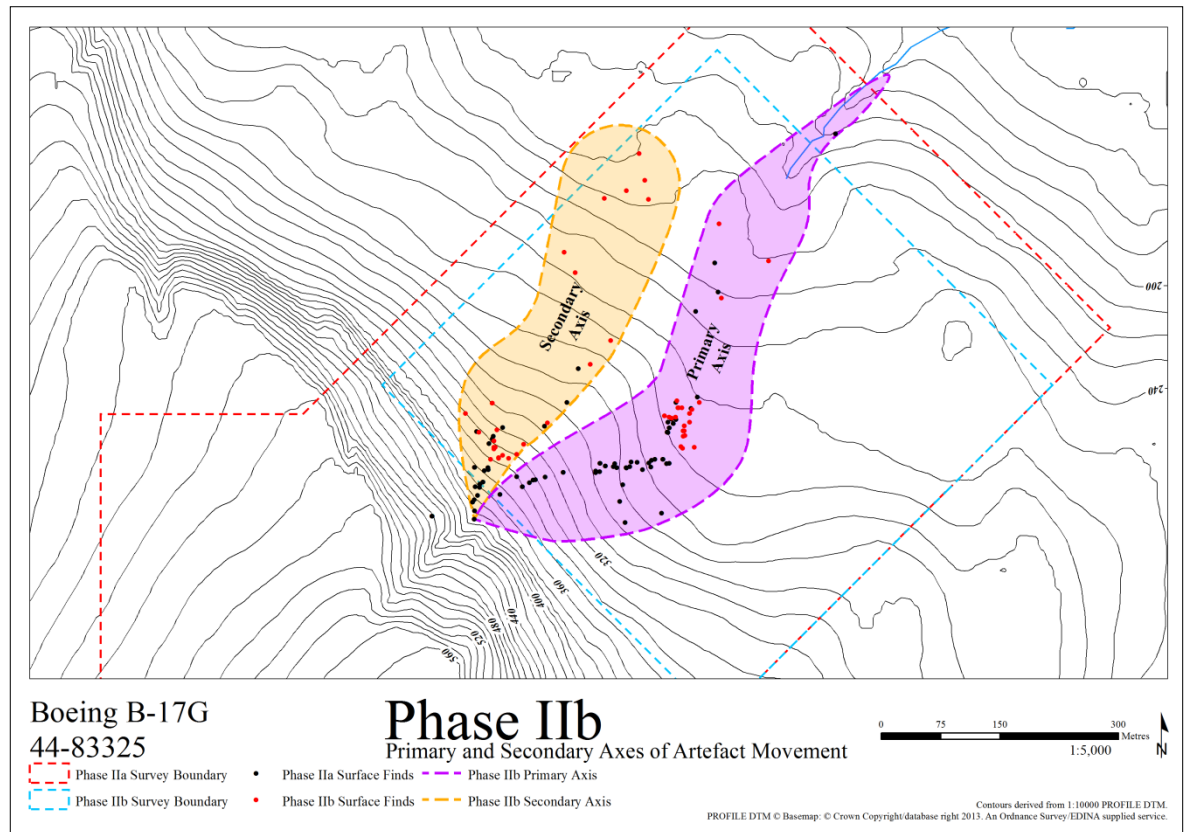 Secondary
Axis
Primary
Axis
200
240
320
360
400
440
480
520
560
Boeing B-17G
44-83325
Phase IIb
Primary and Secondary Axes of Artefact Movement
0 75 150 300
Metres
1:5,000
N
Phase IIa Survey Boundary
Phase IIa Surface Finds
Phase IIb Primary Axis
Phase IIb Survey Boundary
Phase IIb Surface Finds
Phase IIb Secondary Axis
Contours derived from 1:10000 PROFILE DTM.
PROFILE DTM © Basemap: © Crown Copyright/database right 2013. An Ordnance Survey/EDINA supplied service.